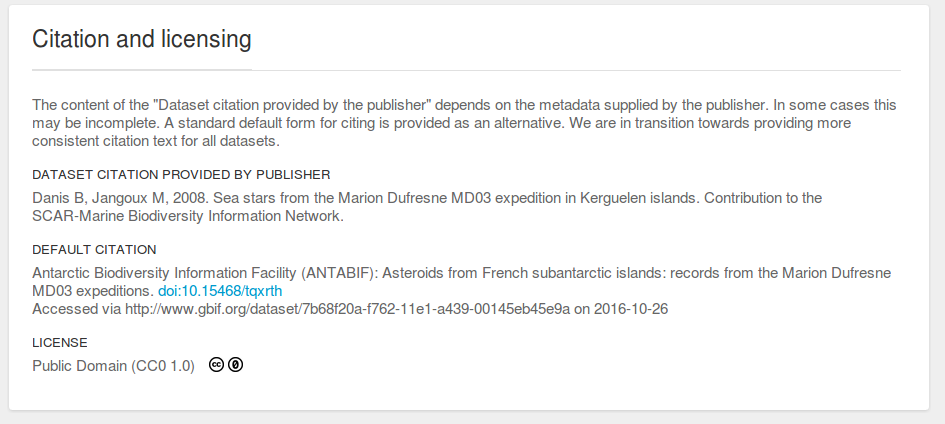 Citation and licensing
The content of the "Dataset citation provided by the publisher" depends on the metadata supplied by the publisher. In some cases this
may be incomplete. A standard default form for citing is provided as an alternative. We are in transition towards providing more
consistent citation text for all datasets.
DATASET CITATION PROVIDED BY PUBLISHER
Danis B, Jangoux M, 2008. Sea stars from the Marion Dufresne MD03 expedition in Kerguelen islands. Contribution to the
SCAR-Marine Biodiversity Information Network.
DEFAULT CITATION
Antarctic Biodiversity Information Facility (ANTABIF): Asteroids from French subantarctic islands: records from the Marion Dufresne
MD03 expeditions. doi:10.15468/tqxrth
Accessed via http://www.gbif.org/dataset/7b68f20a-f762-11e1-a439-00145eb45e9a on 2016-10-26
LICENSE
Public Domain (CC0 1.0) cc 0